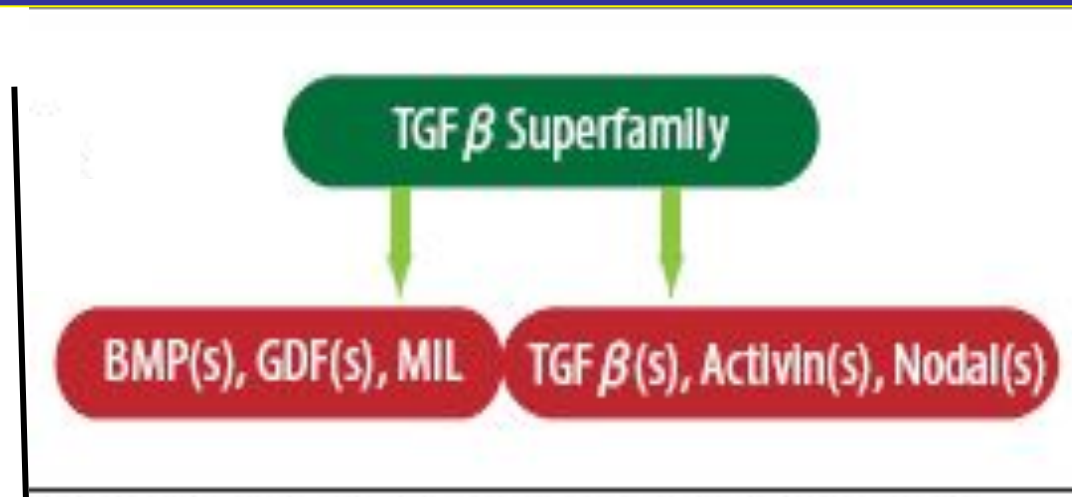 TGF β Superfamily
BMP(s), GDF(s), MIL
TGF β(s), Activin(s), Nodal(s)